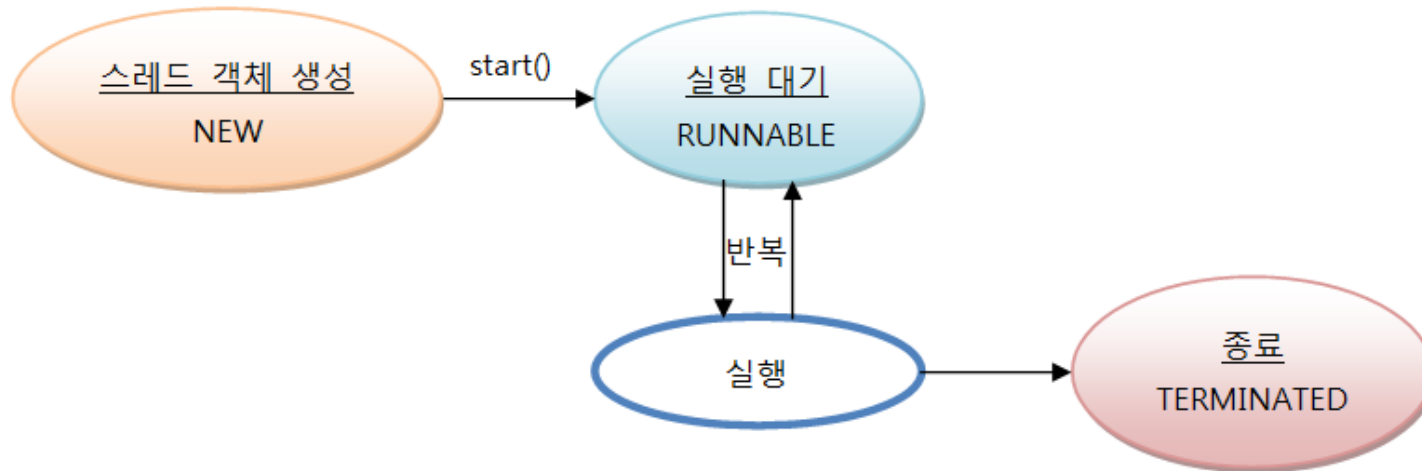 스레드 객체 생성
NEW
start()
실행 대기
RUNNABLE
반복
실행
종료
TERMINATED